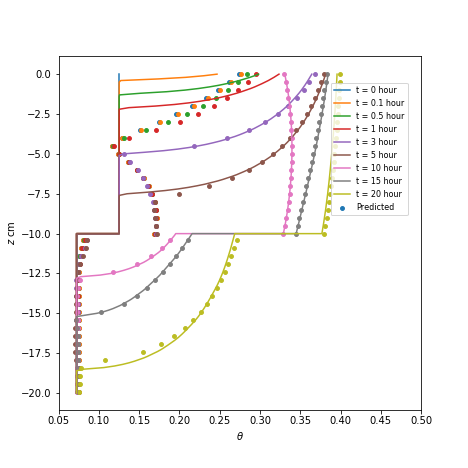 0.0
−2.5
−5.0
−7.5
−10.0
−12.5
−15.0
−17.5
−20.0
z cm
t = 0 hour
t = 0.1 hour
t = 0.5 hour
t = 1 hour
t = 3 hour
t = 5 hour
t = 10 hour
t = 15 hour
t = 20 hour
Predicted
0.05 0.10 0.15 0.20 0.25 0.30 0.35 0.40 0.45 0.50
θ